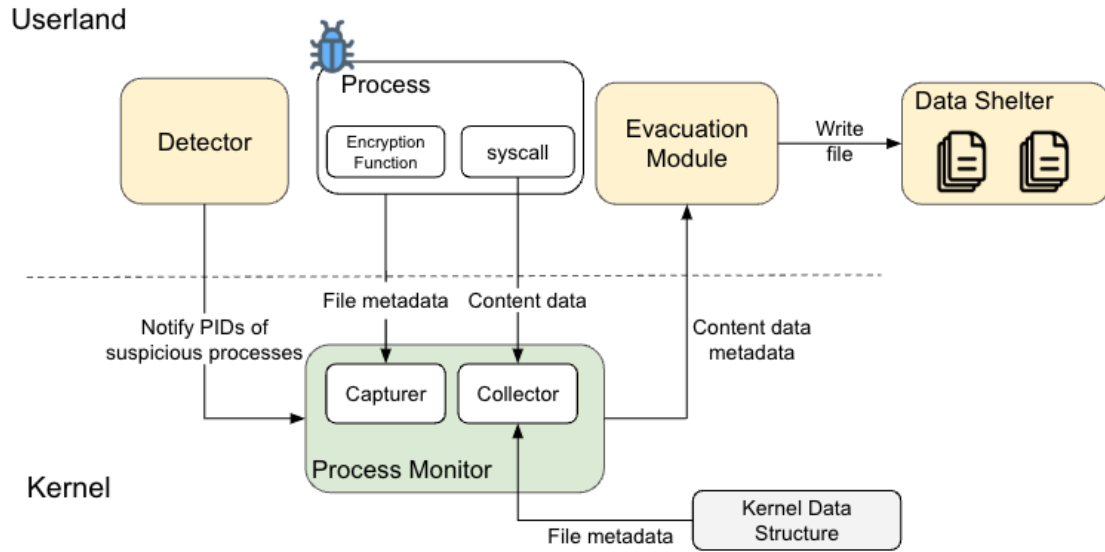 Userland
Detector
Process
Encryption
Function
syscall
Evacuation
Module
Write
file
Data Shelter
File metadata
Content data
Notify PIDs of
suspicious processes
Content data
metadata
Capturer
Collector
Process Monitor
Kernel
File metadata
Kernel Data
Structure